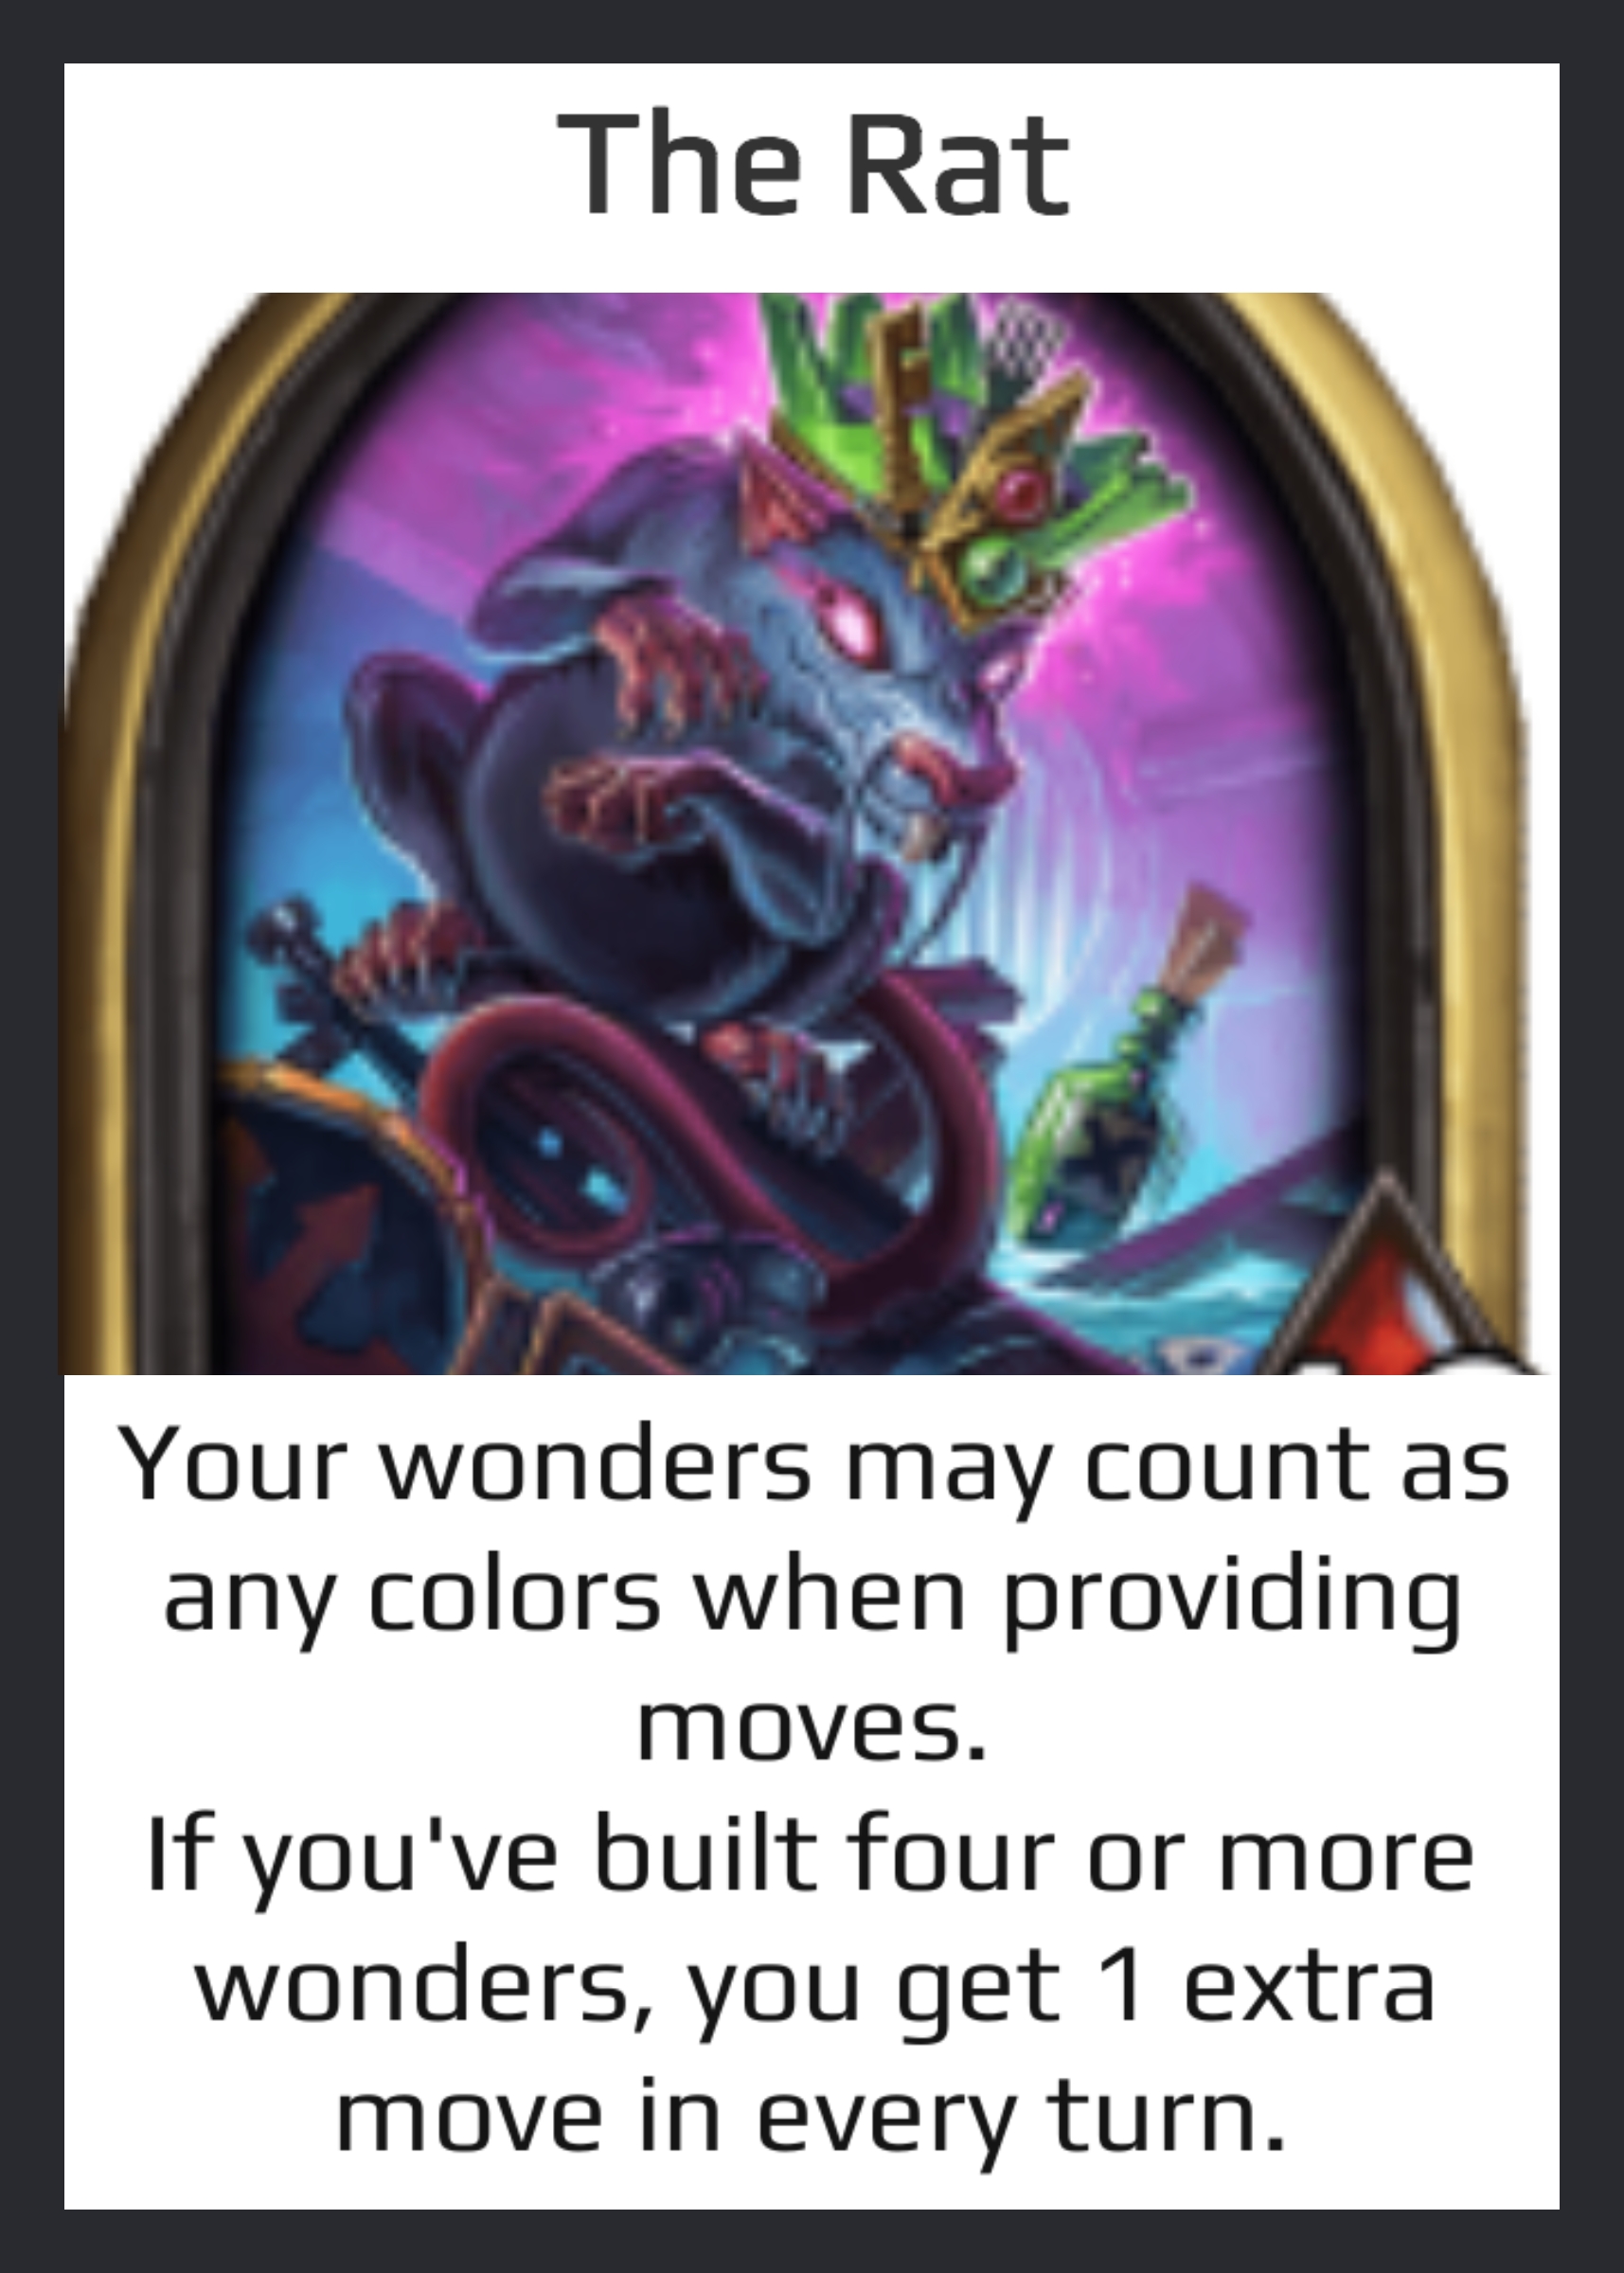 The Rat
Your wonders may count as
any colors when providing
moves.
If you've built four or more
wonders, you get 1 extra
move in every turn.